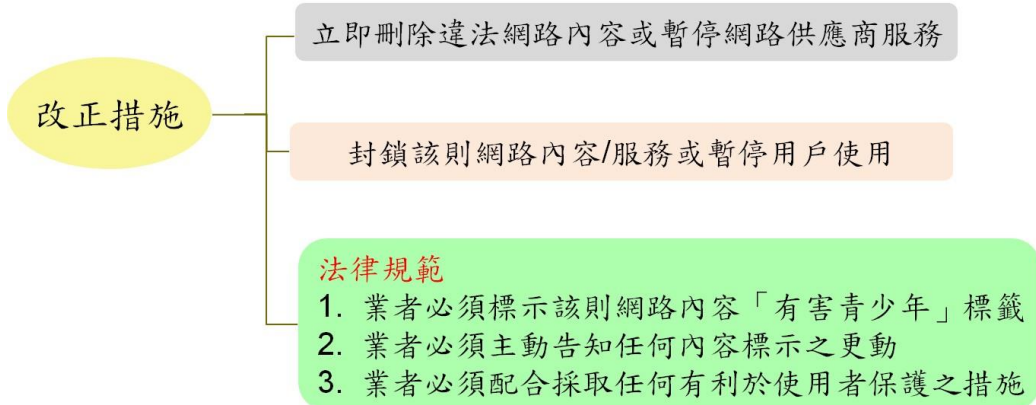 立即刪除違法網路內容或暫停網路供應商服務
改正措施
封鎖該則網路內容/服務或暫停用戶使用
法律規範
1. 業者必須標示該則網路內容「有害青少年」標籤
2. 業者必須主動告知任何內容標示之更動
3. 業者必須配合採取任何有利於使用者保護之措施